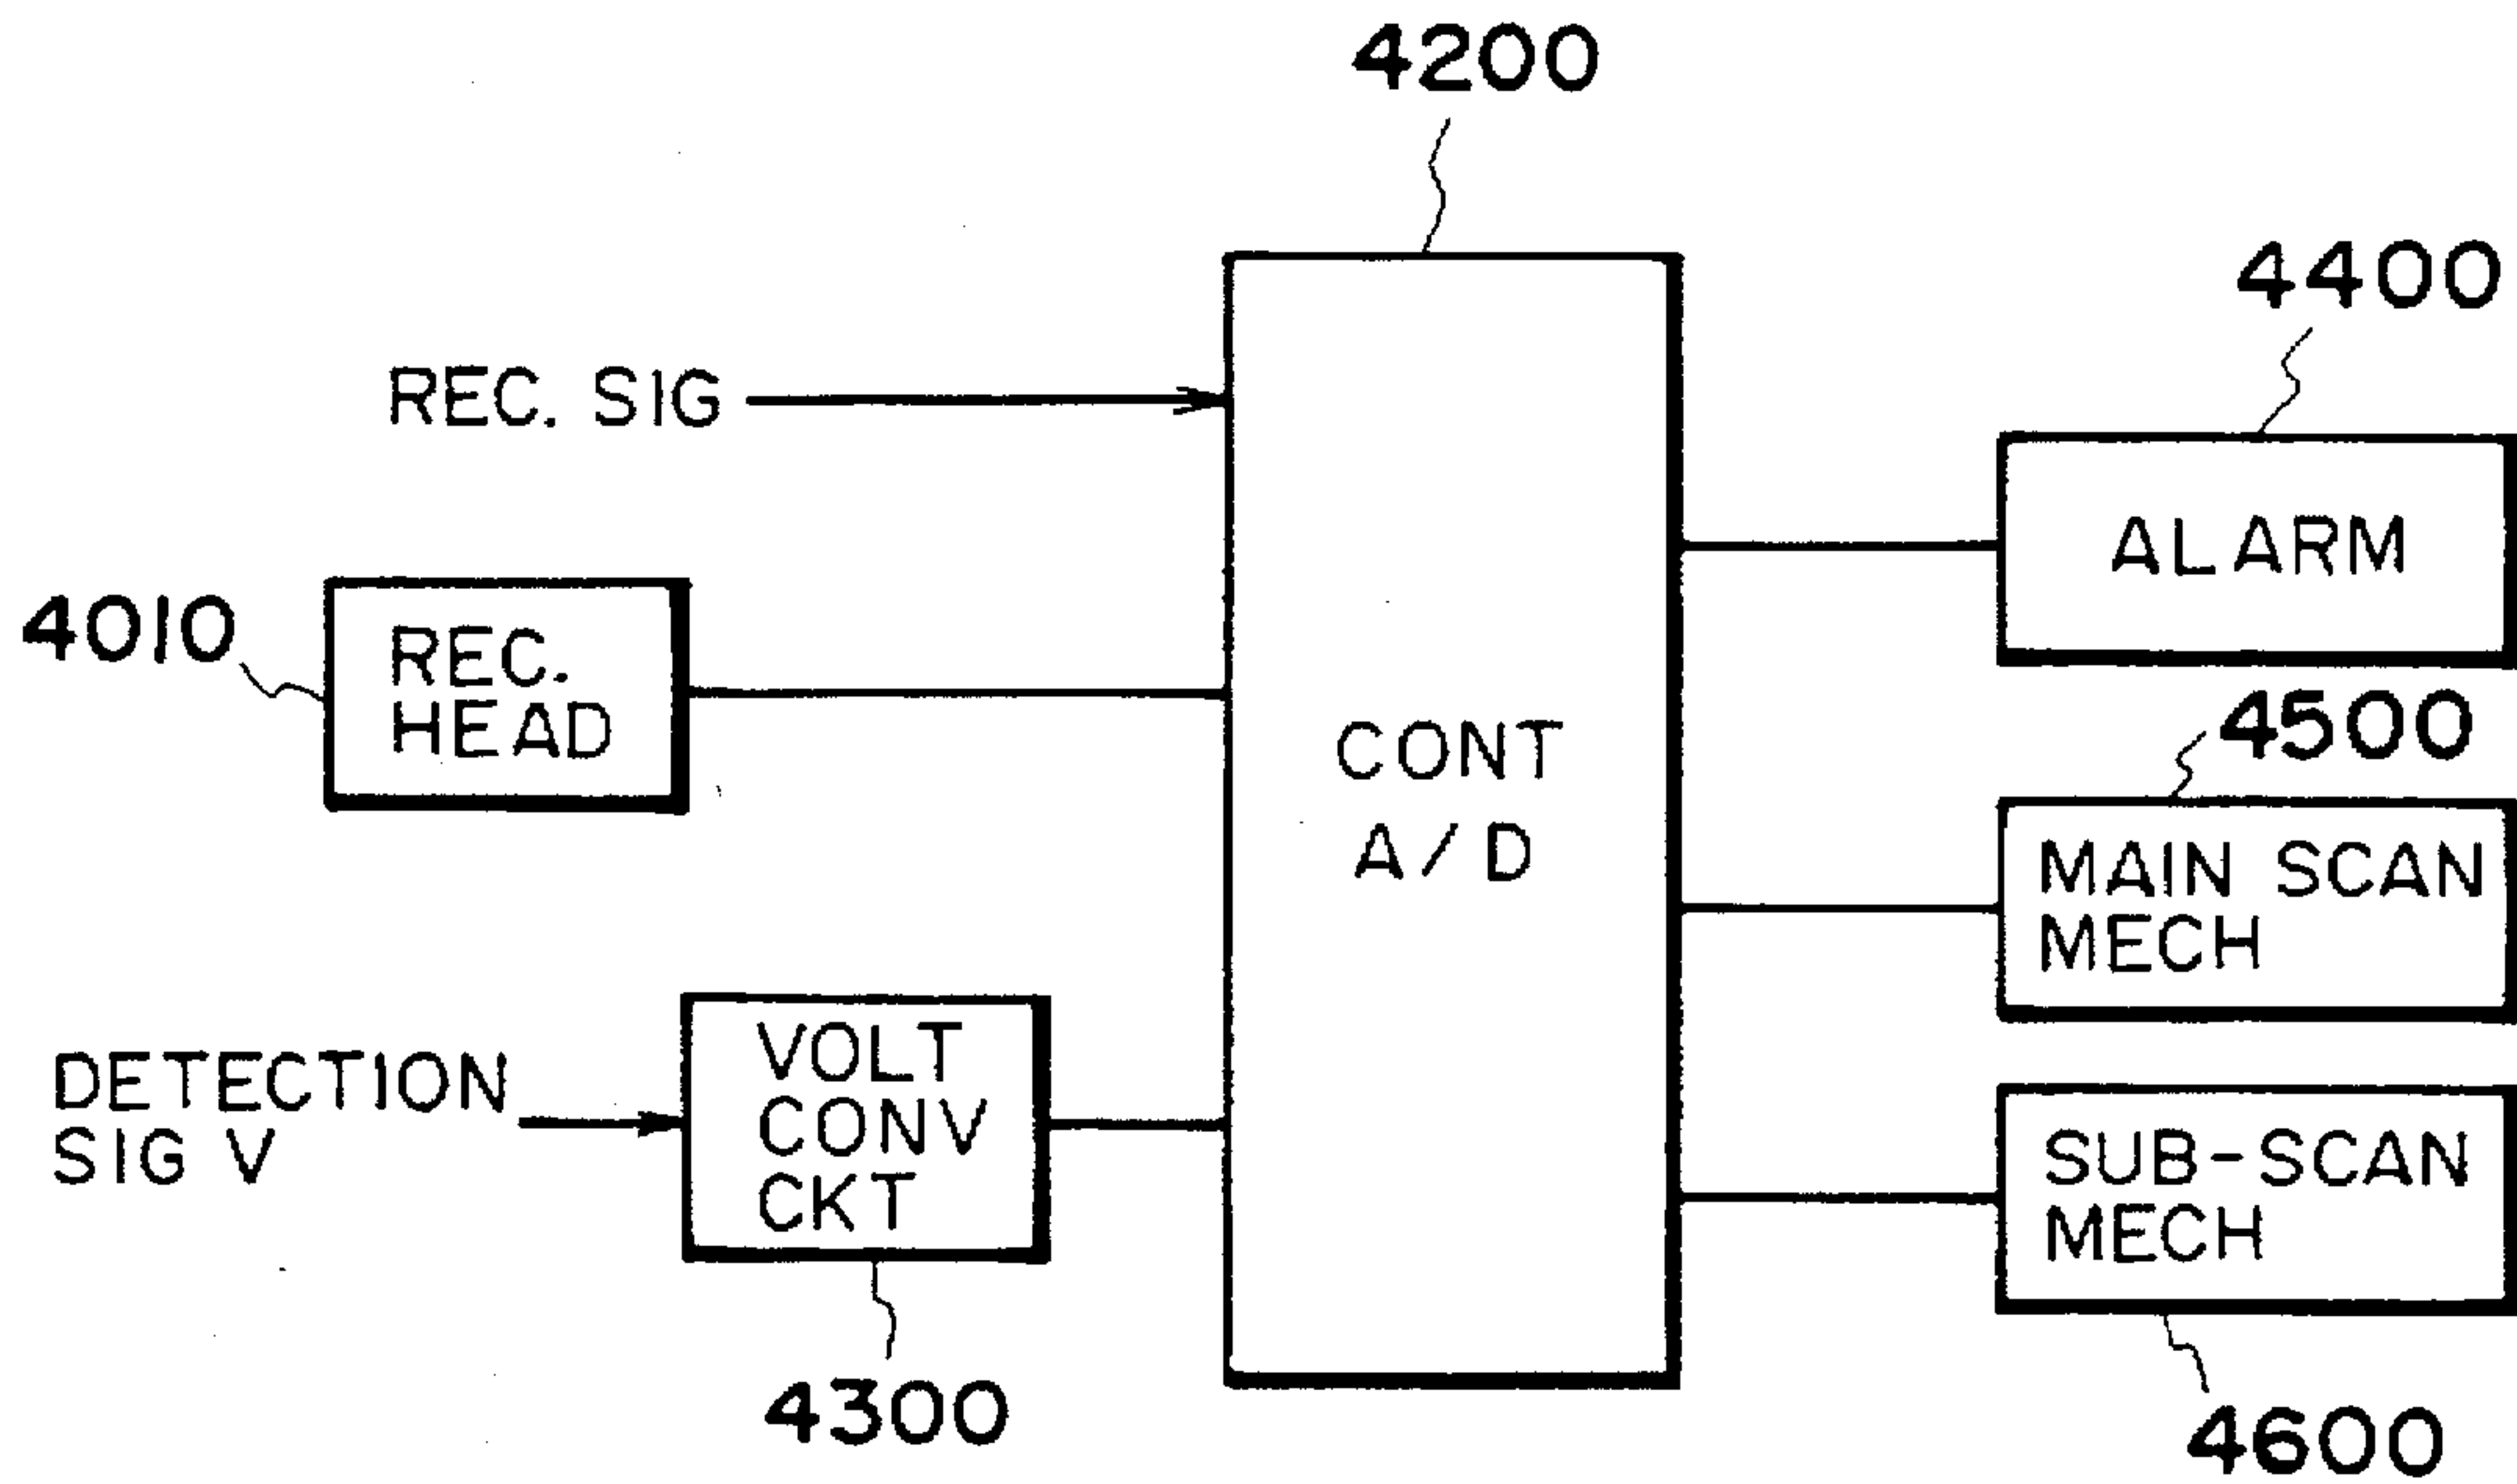 4200
4400
REC. SIG
ALARM
4010
REC.
HEAD
4500
CONT
A/D
MAIN SCAN
MECH
DETECTION
SIG V
VOLT
CONV
CKT
SUB-SCAN
MECH
4300
4600